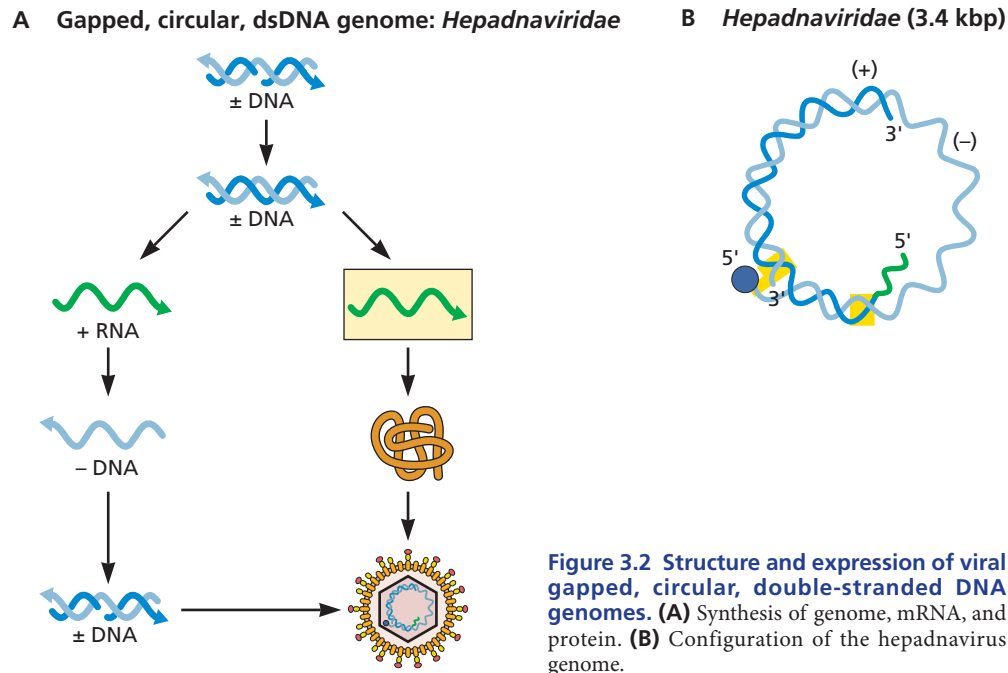 A Gapped, circular, dsDNA genome: Hepadnaviridae
± DNA
± DNA
+ RNA
– DNA
± DNA
B Hepadnaviridae (3.4 kbp)
(+)
3'
(–)
5'
5'
3'
Figure 3.2 Structure and expression of viral
gapped, circular, double-stranded DNA
genomes. (A) Synthesis of genome, mRNA, and
protein. (B) Configuration of the hepadnavirus
genome.